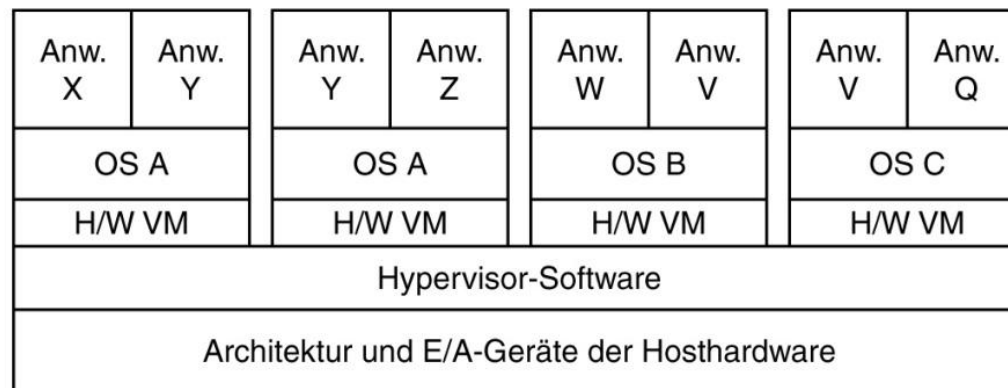 Anw. Anw. Anw. Anw. Anw. Anw. Anw. Anw.
X Y Y Z W V V Q
OS A OS A OS B OS C
H/W VM H/W VM H/W VM H/W VM
Hypervisor-Software
Architektur und E/A-Geräte der Hosthardware